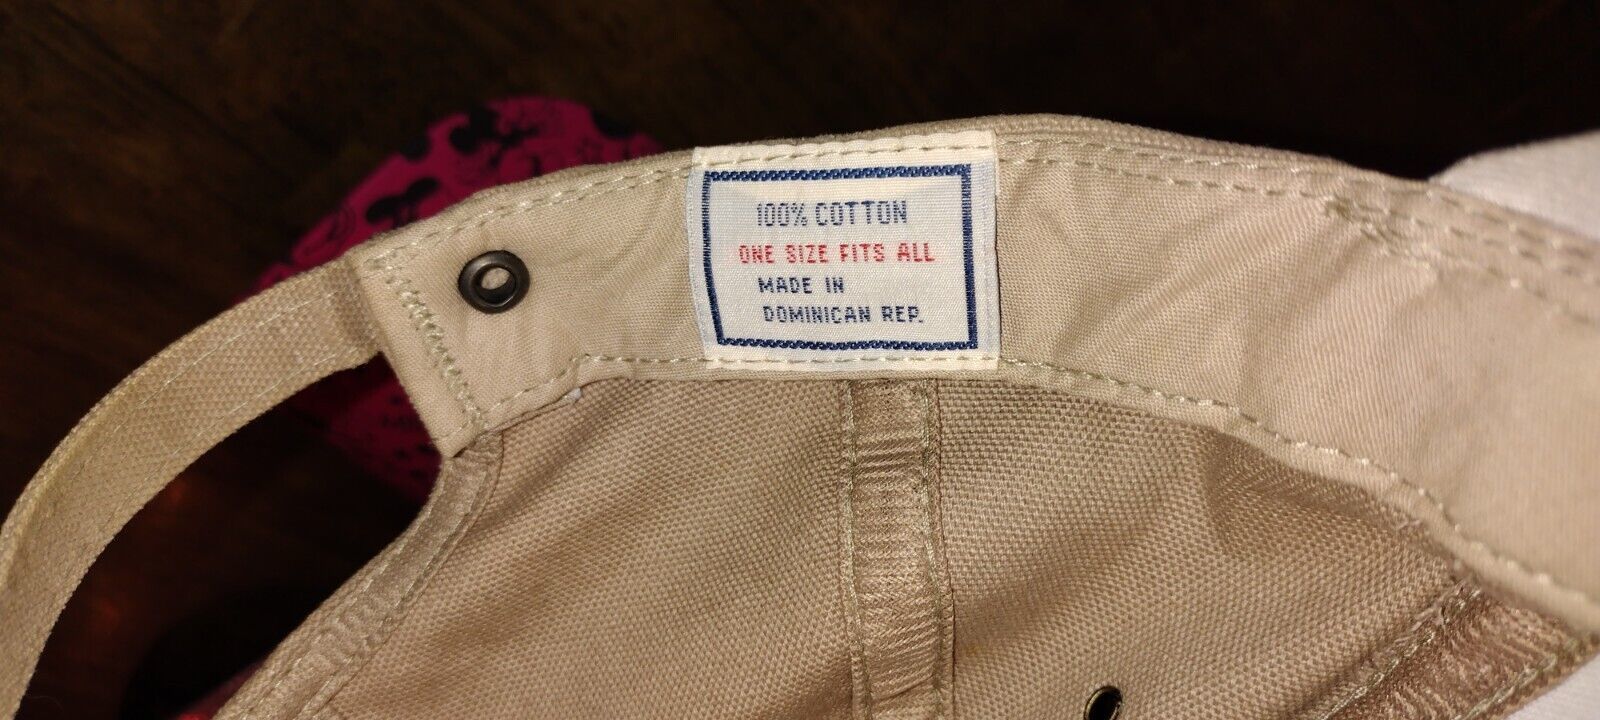 100% COTTON
ONE SIZE FITS ALL
MADE IN
DOMINICAN REP.